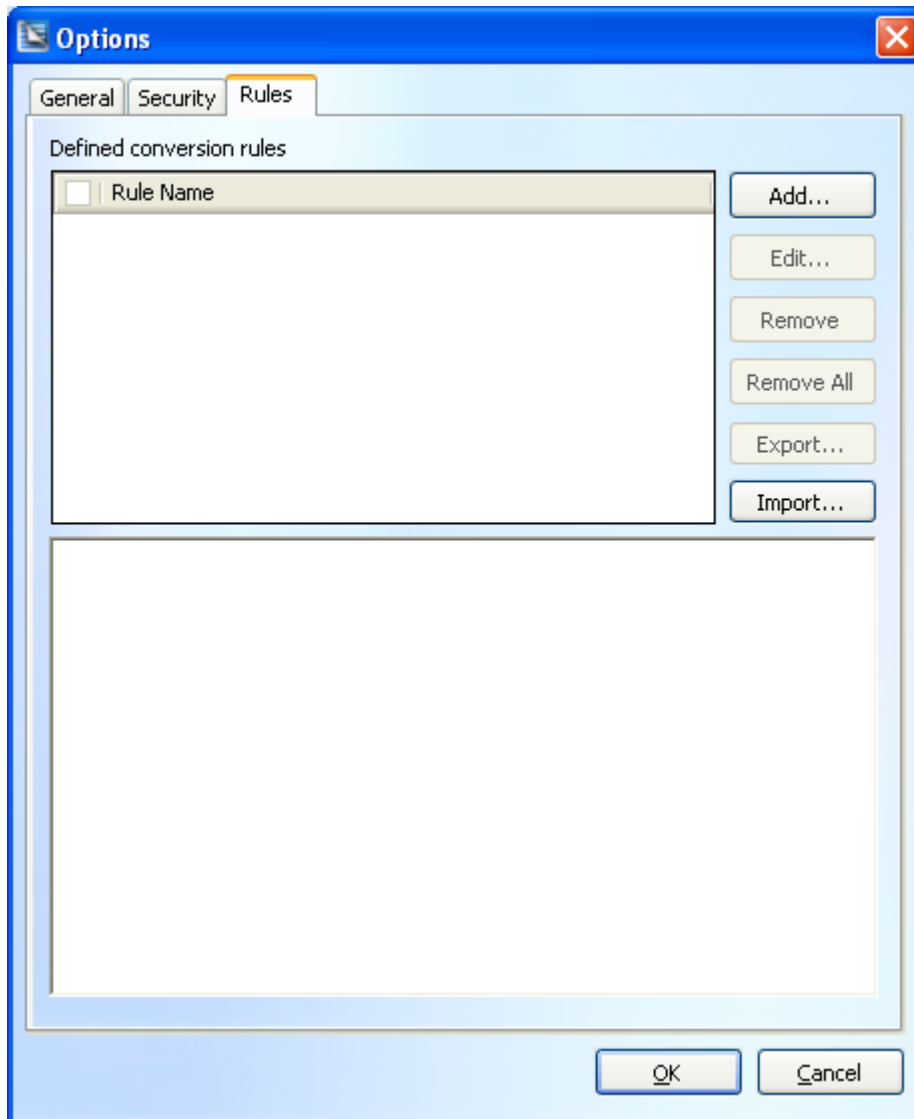 Options
General Security Rules
Defined conversion rules
Rule Name
Add...
Edit...
Remove
Remove All
Export...
Import...
OK Cancel